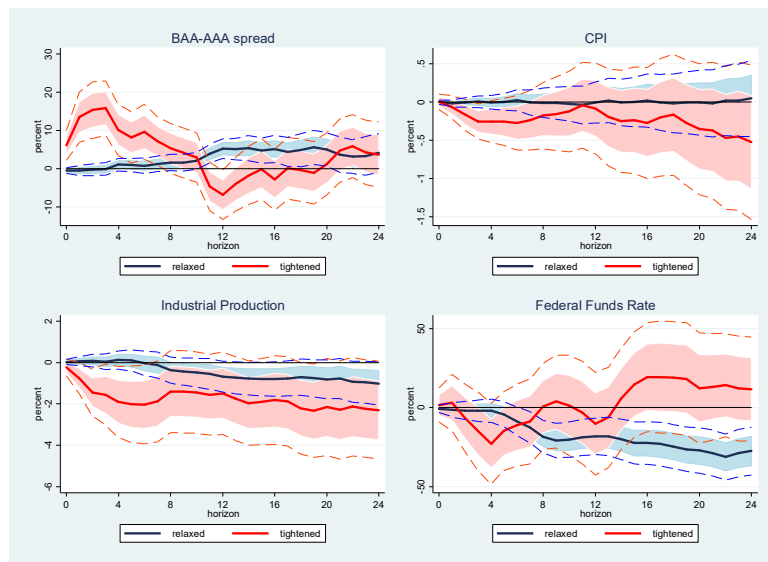 BAA-AAA spread
percent
30
20
10
0
-10
0 4 8 12 16 20 24
horizon
relaxed tightened
CPI
percent
.5
0
-.5
-1
-1.5
0 4 8 12 16 20 24
horizon
relaxed tightened
Industrial Production
percent
2
0
-2
-4
-6
0 4 8 12 16 20 24
horizon
relaxed tightened
Federal Funds Rate
percent
50
0
-50
0 4 8 12 16 20 24
horizon
relaxed tightened